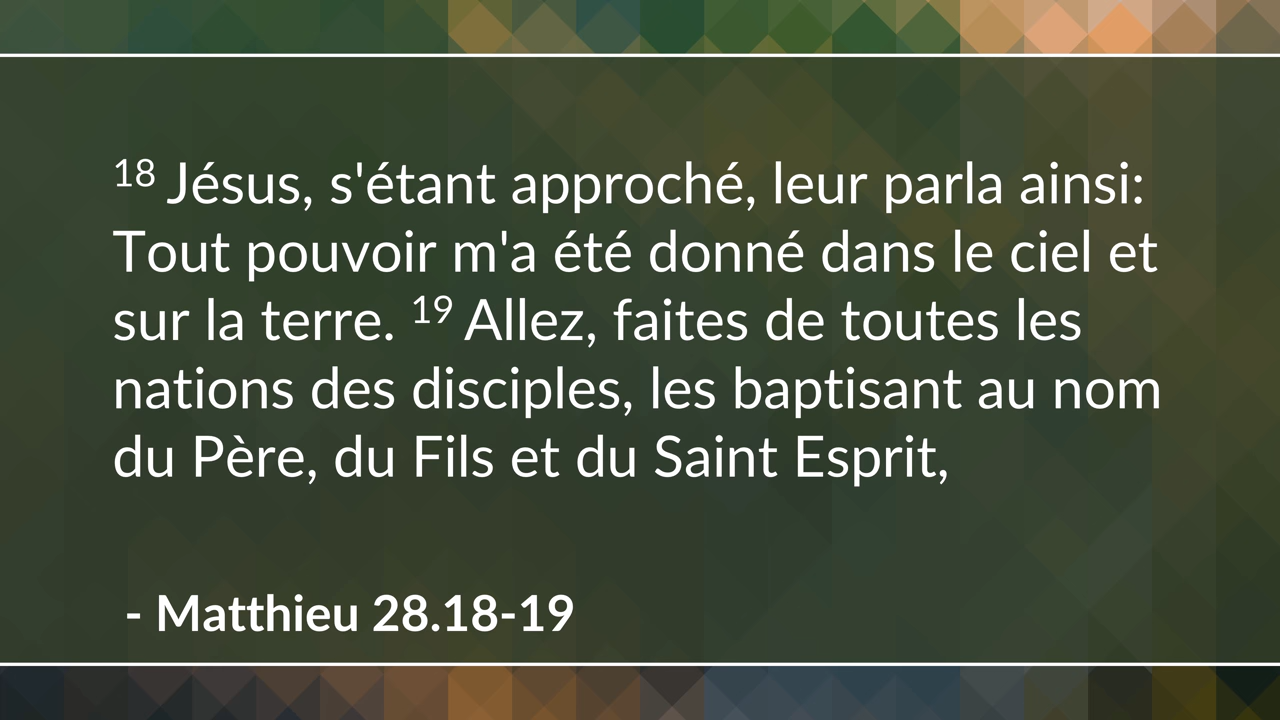 18 Jésus, s'étant approché, leur parla ainsi:
Tout pouvoir m'a été donné dans le ciel et
sur la terre. 19 Allez, faites de toutes les
nations des disciples, les baptisant au nom
du Père, du Fils et du Saint Esprit,
- Matthieu 28.18-19